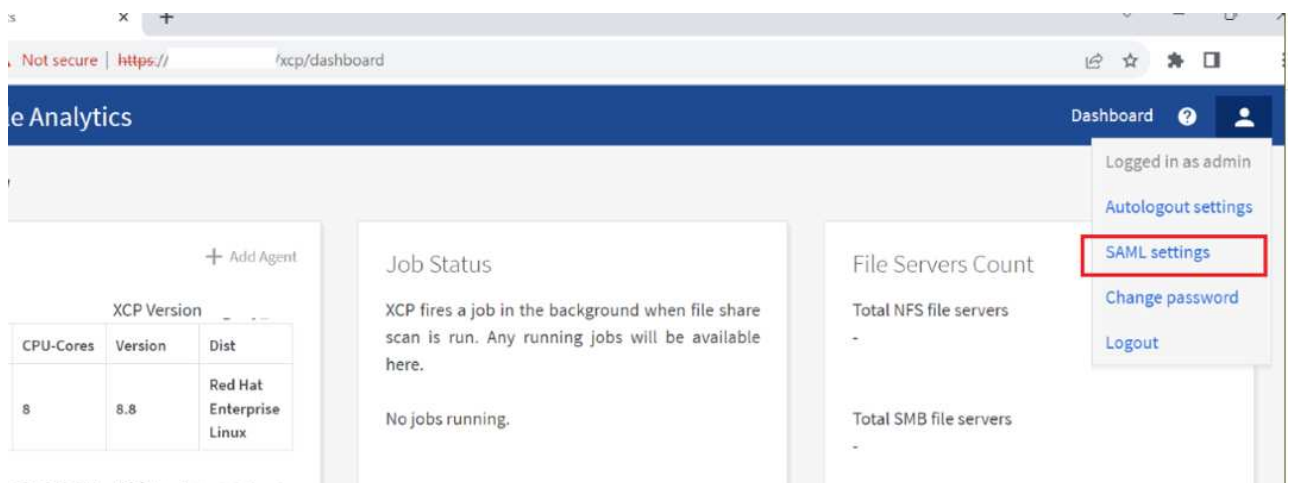 Not secure | https:// /xcp/dashboard
e Analytics
Dashboard
Logged in as admin
Autologout settings
SAML settings
Change password
Logout
+ Add Agent
XCP Version
CPU-Cores Version Dist
8 8.8 Red Hat
Enterprise
Linux
Job Status
XCP fires a job in the background when file share
scan is run. Any running jobs will be available
here.
No jobs running.
File Servers Count
Total NFS file servers
-
Total SMB file servers
-